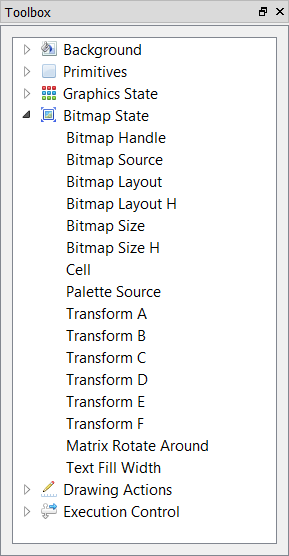 Toolbox
Background
Primitives
Graphics State
Bitmap State
Bitmap Handle
Bitmap Source
Bitmap Layout
Bitmap Layout H
Bitmap Size
Bitmap Size H
Cell
Palette Source
Transform A
Transform B
Transform C
Transform D
Transform E
Transform F
Matrix Rotate Around
Text Fill Width
Drawing Actions
Execution Control